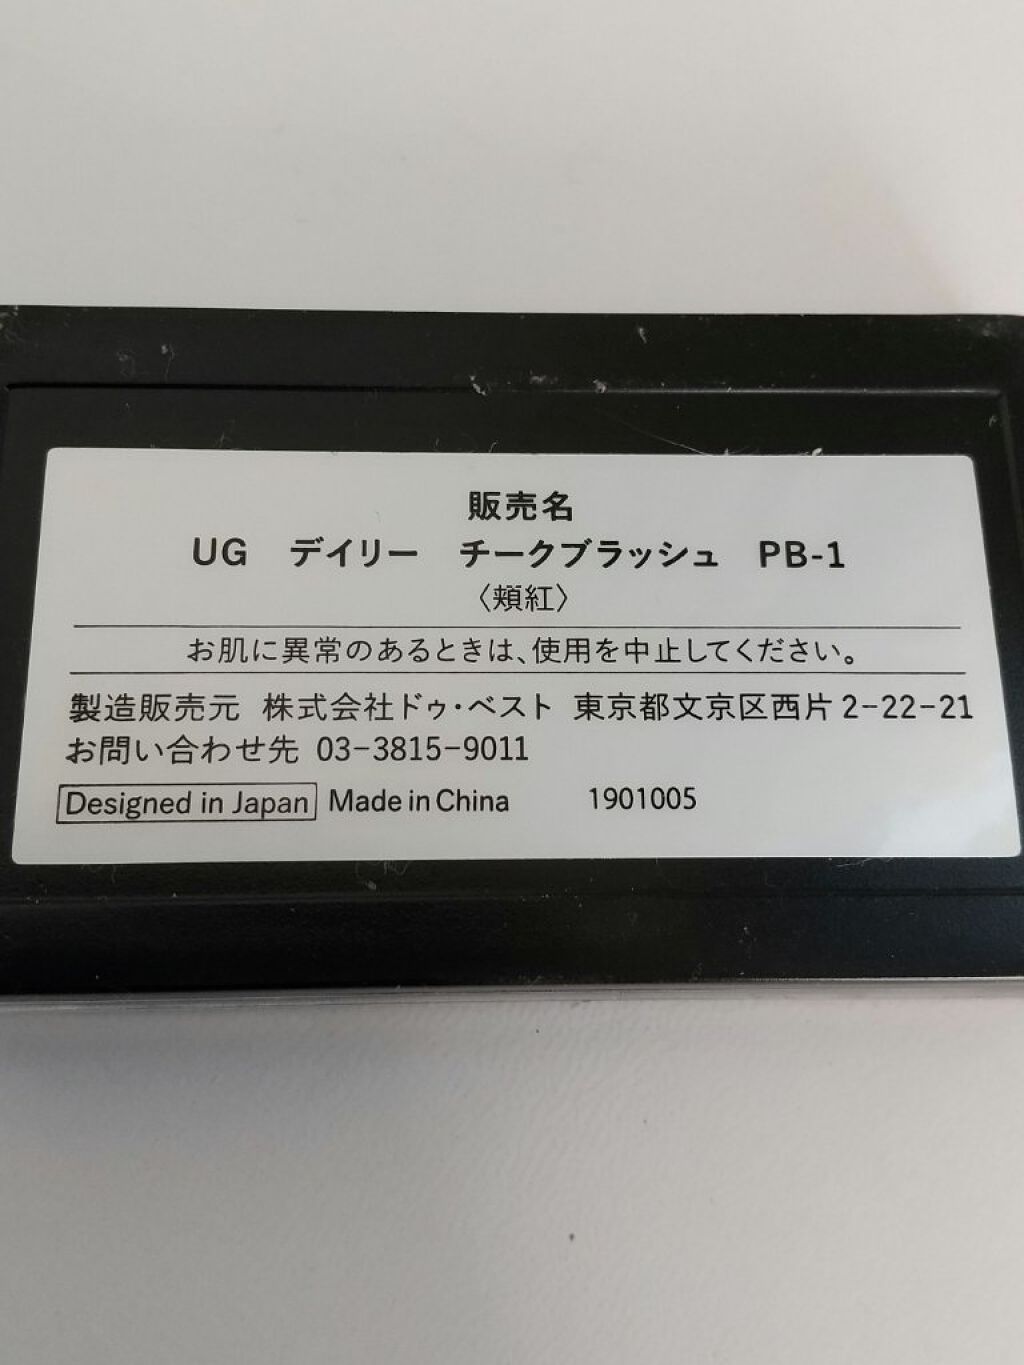 販売名
UG デイリー チークブラッシュ PB-1
〈頬紅〉
お肌に異常のあるときは、使用を中止してください。
製造販売元 株式会社ドゥ・ベスト 東京都文京区西片2-22-21
お問い合わせ先 03-3815-9011
Designed in Japan Made in China 1901005